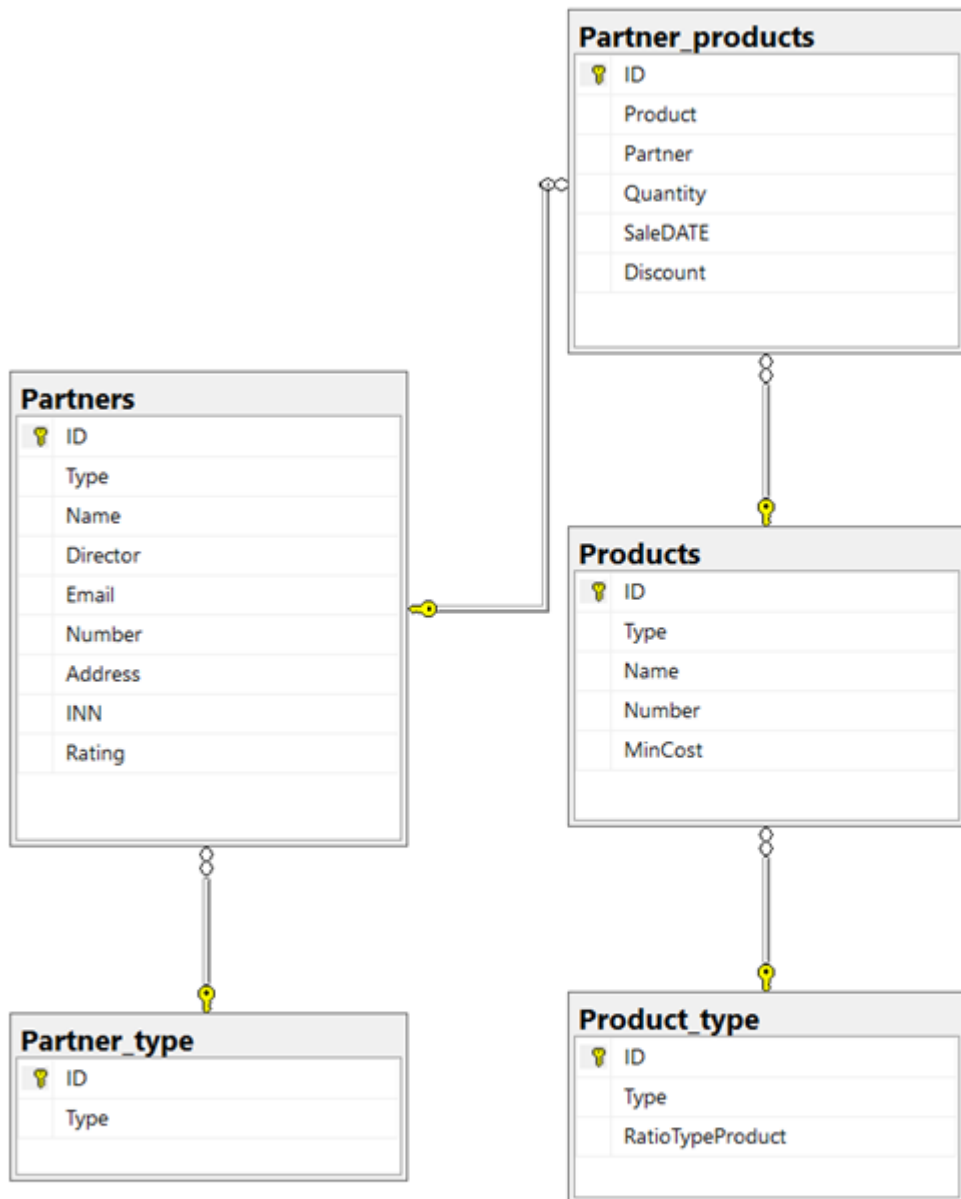 Partner_products
ID
Product
Partner
Quantity
SaleDATE
Discount
Partners
ID
Type
Name
Director
Email
Number
Address
INN
Rating
Products
ID
Type
Name
Number
MinCost
Partner_type
ID
Type
Product_type
ID
Type
RatioTypeProduct